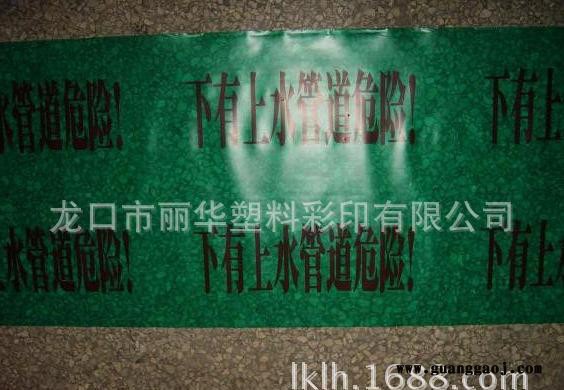 水管道危险! 下有上水管道危险! 下有上
龙口市丽华塑料彩印有限公司
上水管道危险! 下有上水管道危险! 下有上水
www.guanggaoj.com
lklh.1688.com